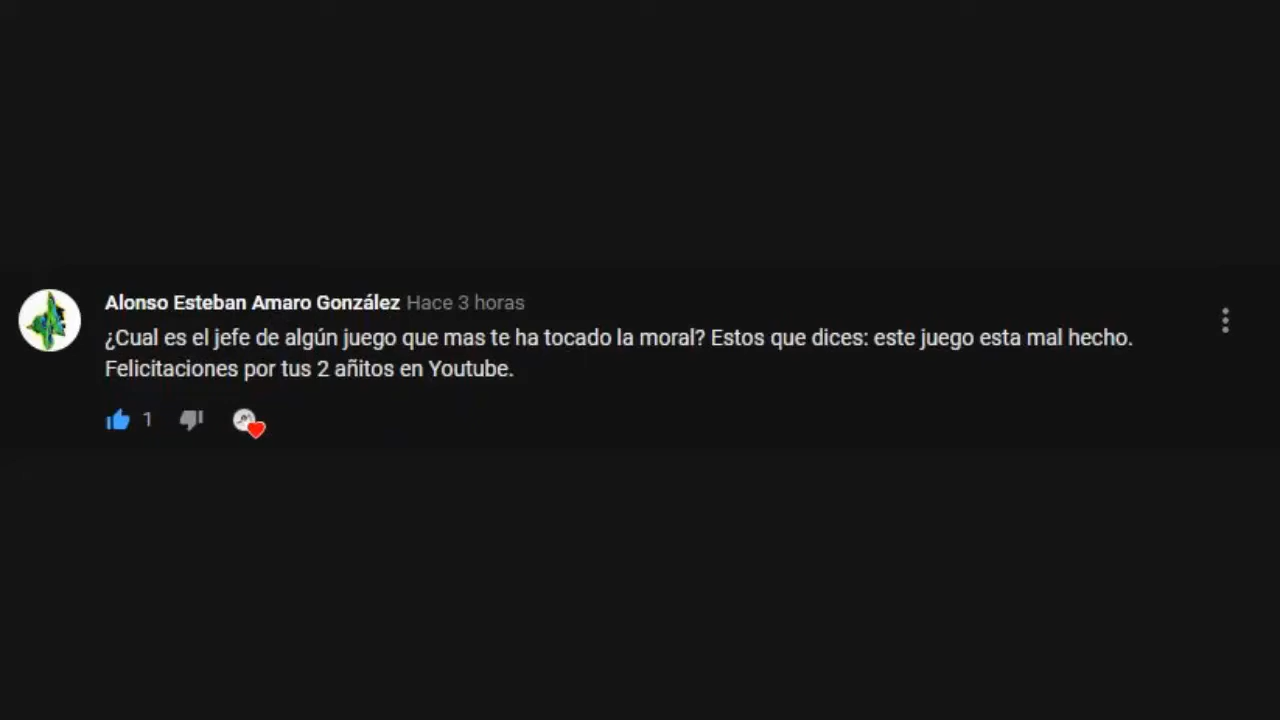 Alonso Esteban Amaro González Hace 3 horas
¿Cual es el jefe de algún juego que mas te ha tocado la moral? Estos que dices: este juego esta mal hecho.
Felicitaciones por tus 2 añitos en Youtube.
1